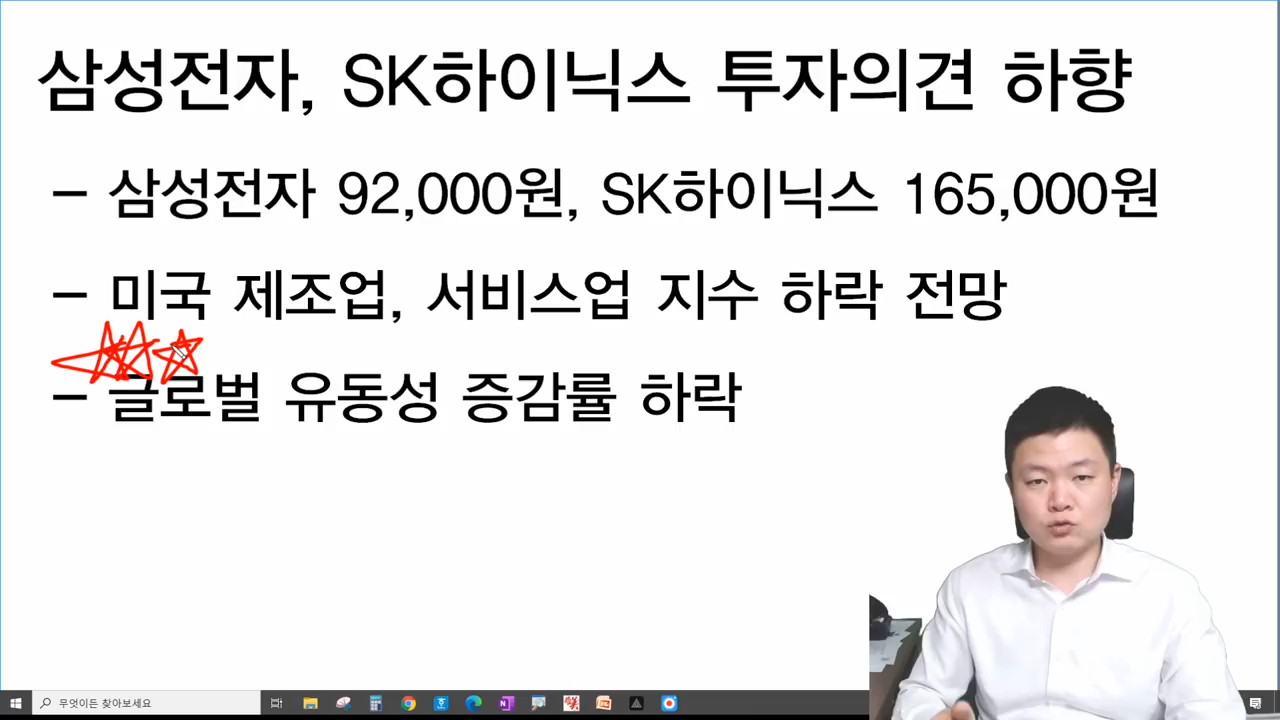 삼성전자, SK하이닉스 투자의견 하향
- 삼성전자 92,000원, SK하이닉스 165,000원
- 미국 제조업, 서비스업 지수 하락 전망
- 글로벌 유동성 증감률 하락
무엇이든 찾아보세요